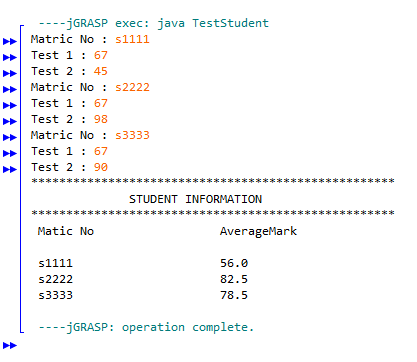 ----jGRASP exec: java TestStudent
Matric No : s1111
Test 1 : 67
Test 2 : 45
Matric No : s2222
Test 1 : 67
Test 2 : 98
Matric No : s3333
Test 1 : 67
Test 2 : 90
****************************************************
STUDENT INFORMATION
****************************************************
Matic No AverageMark
s1111 56.0
s2222 82.5
s3333 78.5
----jGRASP: operation complete.